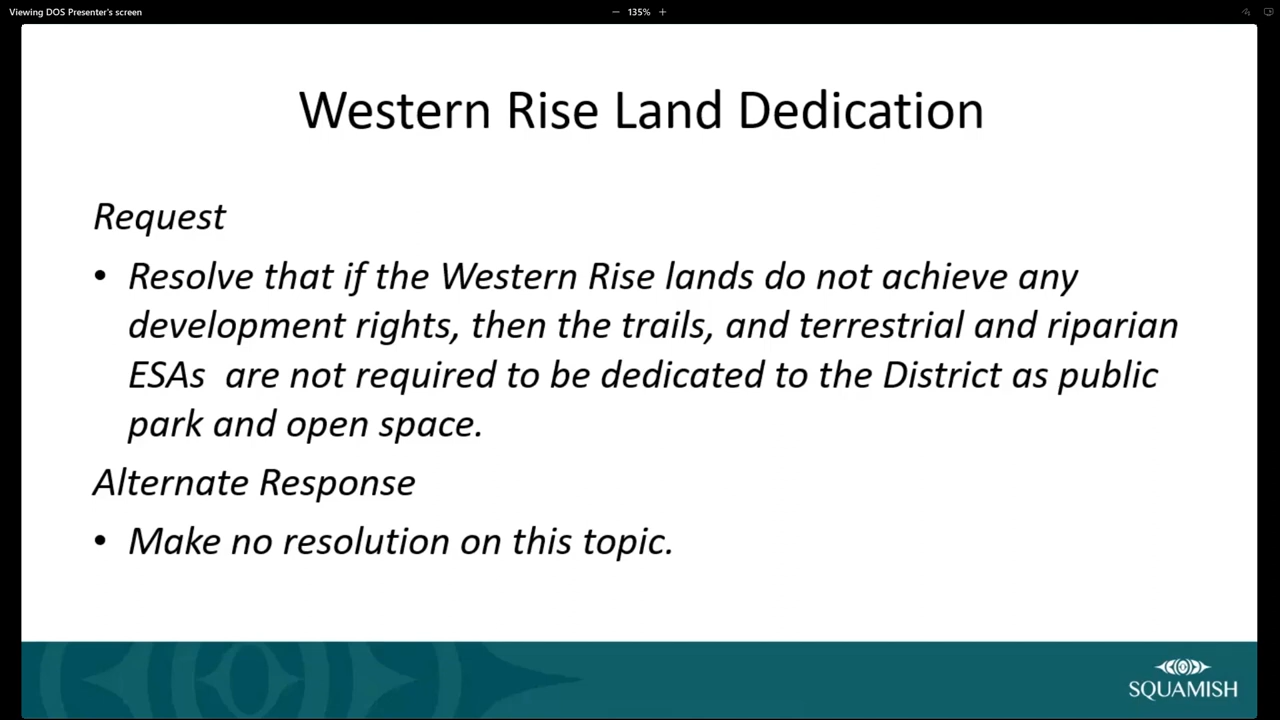 Viewing DOS Presenter's screen
− 135% +
Western Rise Land Dedication
Request
• Resolve that if the Western Rise lands do not achieve any
development rights, then the trails, and terrestrial and riparian
ESAs are not required to be dedicated to the District as public
park and open space.
Alternate Response
• Make no resolution on this topic.
SQUAMISH